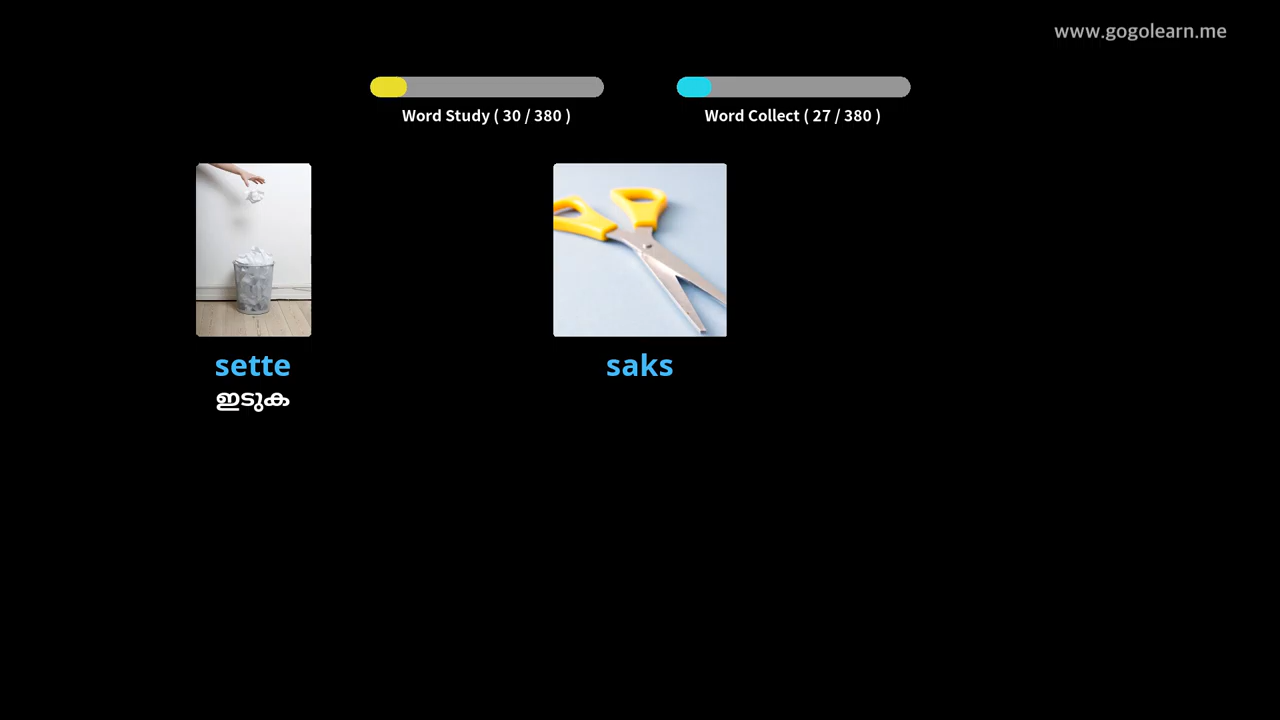 www.gogolearn.me
Word Study ( 30 / 380 )
Word Collect ( 27 / 380 )
sette
ഇടുക
saks